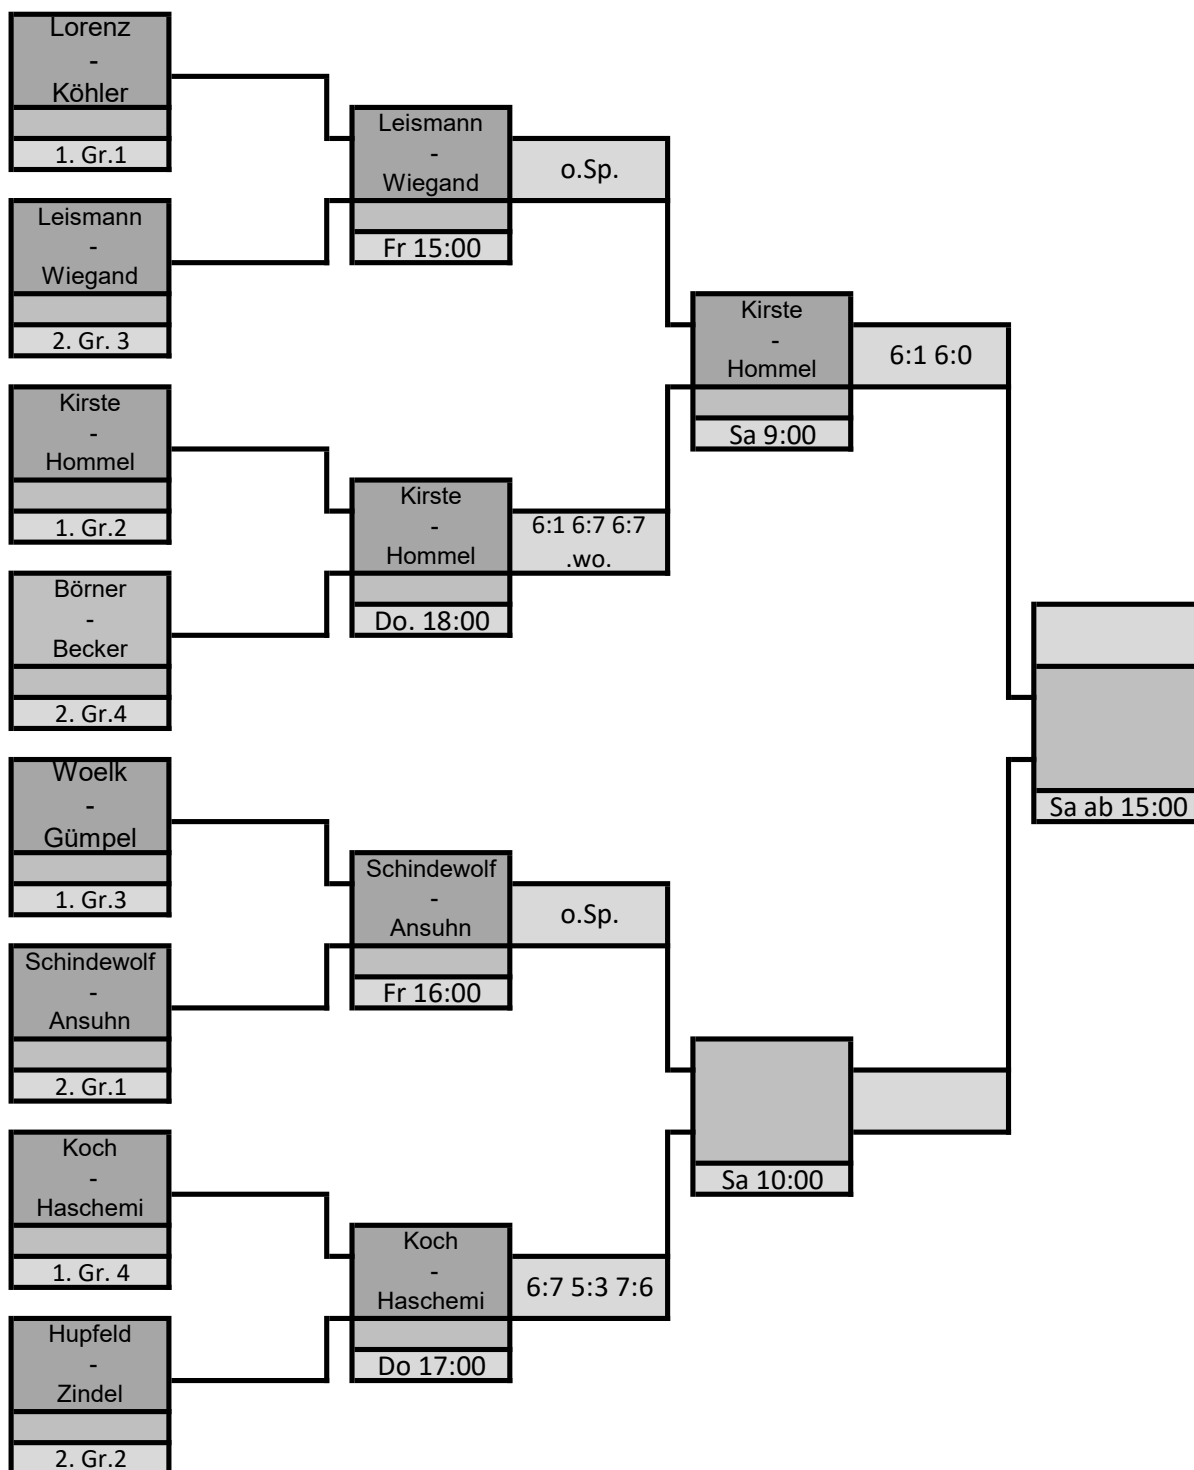 Lorenz
-
Köhler
1. Gr.1
Leismann
-
Wiegand
2. Gr. 3
Kirste
-
Hommel
1. Gr.2
Börner
-
Becker
2. Gr.4
Woelk
-
Gümpel
1. Gr.3
Schindewolf
-
Ansuhn
2. Gr.1
Koch
-
Haschemi
1. Gr. 4
Hupfeld
-
Zindel
2. Gr.2
Leismann
-
Wiegand
Fr 15:00
o.Sp.
Kirste
-
Hommel
Do. 18:00
6:1 6:7 6:7
.wo.
Schindewolf
-
Ansuhn
Fr 16:00
o.Sp.
Koch
-
Haschemi
Do 17:00
6:7 5:3 7:6
Kirste
-
Hommel
Sa 9:00
6:1 6:0
Sa 10:00
Sa ab 15:00